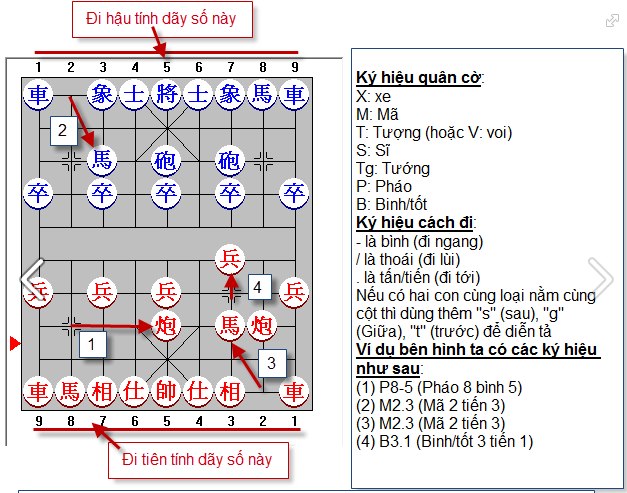 Đi hậu tính dãy số này
1 2 3 4 5 6 7 8 9
車 象 士 將 士 象 馬 車
2
馬 砲 砲
卒 卒 卒 卒 卒
兵
4
兵 兵 兵 兵
炮 馬 炮
1
3
車 馬 相 仕 帥 仕 相 車
9 8 7 6 5 4 3 2 1
Đi tiên tính dãy số này
Ký hiệu quân cờ:
X: xe
M: Mã
T: Tượng (hoặc V: voi)
S: Sĩ
Tg: Tướng
P: Pháo
B: Binh/tốt
Ký hiệu cách đi:
- là bình (đi ngang)
/ là thoái (đi lùi)
. là tấn/tiến (đi tới)
Nếu có hai con cùng loại nằm cùng
cột thì dùng thêm "s" (sau), "g"
(Giữa), "t" (trước) để diễn tả
Ví dụ bên hình ta có các ký hiệu
như sau:
(1) P8-5 (Pháo 8 bình 5)
(2) M2.3 (Mã 2 tiến 3)
(3) M2.3 (Mã 2 tiến 3)
(4) B3.1 (Binh/tốt 3 tiến 1)